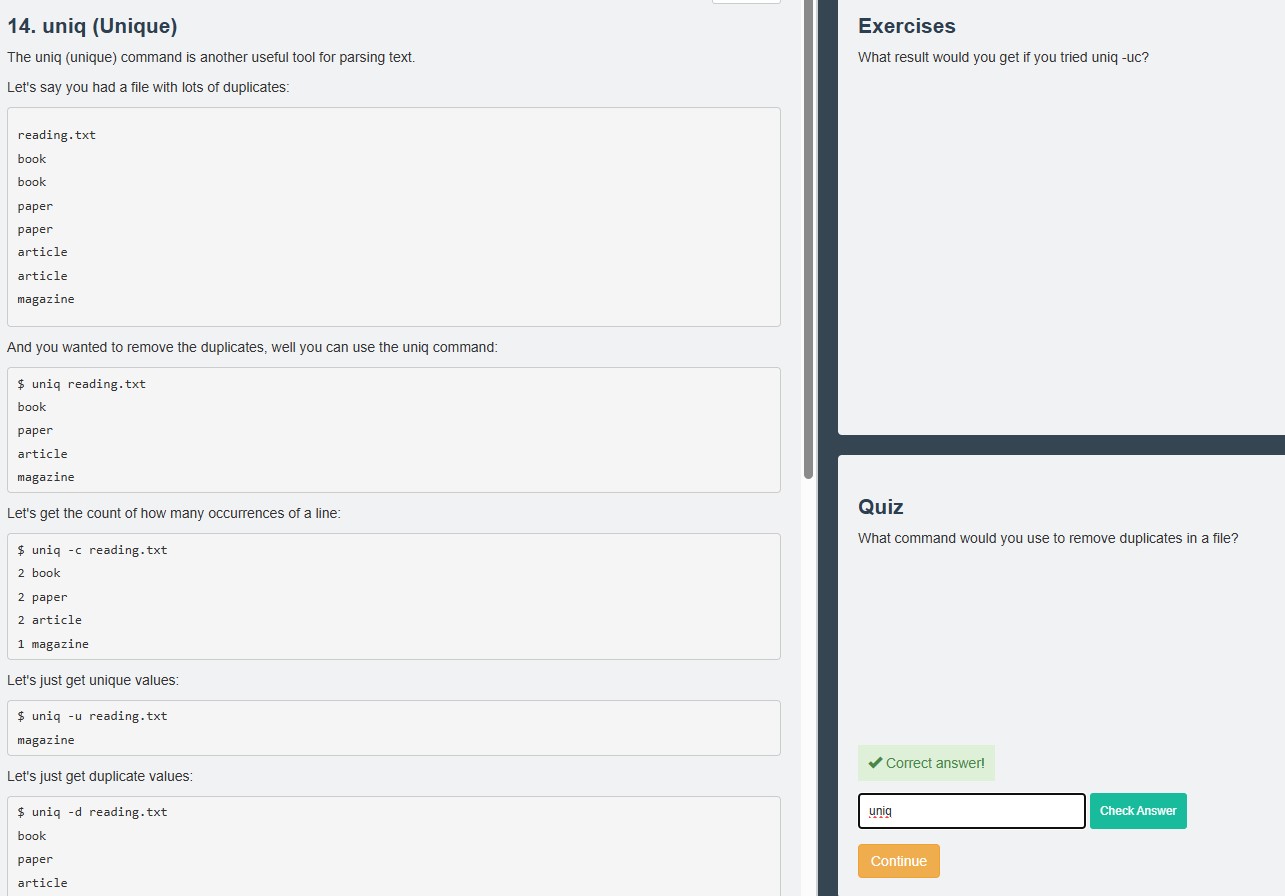 14. uniq (Unique)
The uniq (unique) command is another useful tool for parsing text.
Let's say you had a file with lots of duplicates:
reading.txt
book
book
paper
paper
article
article
magazine
And you wanted to remove the duplicates, well you can use the uniq command:
$ uniq reading.txt
book
paper
article
magazine
Let's get the count of how many occurrences of a line:
$ uniq -c reading.txt
2 book
2 paper
2 article
1 magazine
Let's just get unique values:
$ uniq -u reading.txt
magazine
Let's just get duplicate values:
$ uniq -d reading.txt
book
paper
article
Exercises
What result would you get if you tried uniq -uc?
Quiz
What command would you use to remove duplicates in a file?
Correct answer!
uniq
Check Answer
Continue